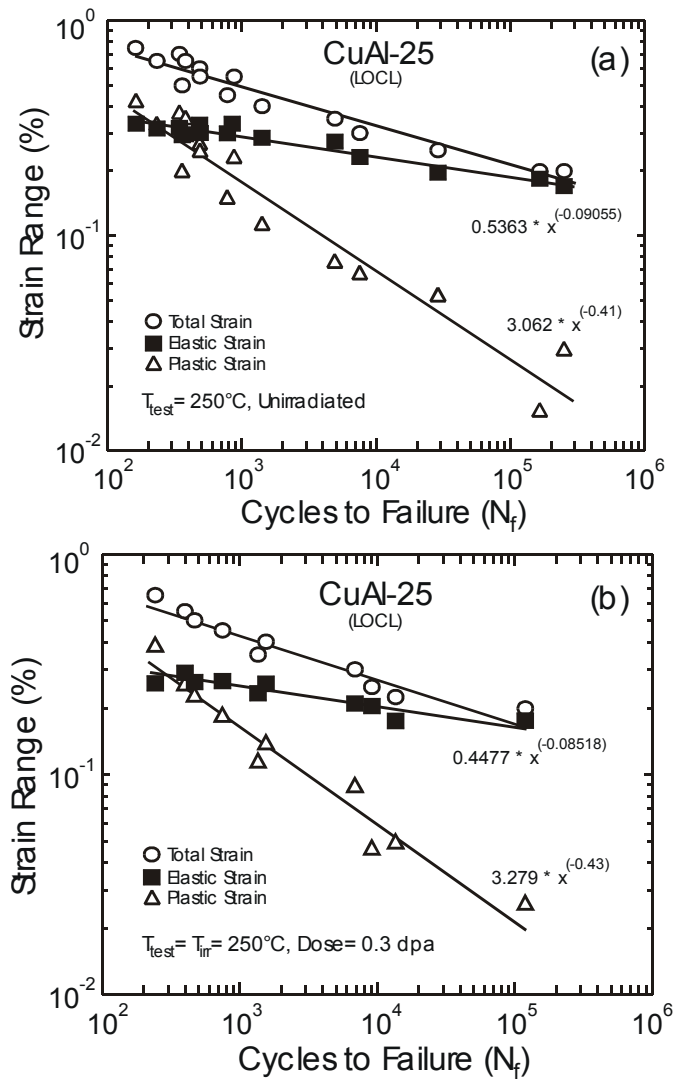 10^0
CuAl-25
(LOCL)
(a)
Strain Range (%)
10^-1
0.5363 * x^(-0.09055)
3.062 * x^(-0.41)
Total Strain
Elastic Strain
Plastic Strain
T_test= 250°C, Unirradiated
10^-2
10^2 10^3 10^4 10^5 10^6
Cycles to Failure (N_f)
10^0
CuAl-25
(LOCL)
(b)
Strain Range (%)
10^-1
0.4477 * x^(-0.08518)
3.279 * x^(-0.43)
Total Strain
Elastic Strain
Plastic Strain
T_test= T_irr= 250°C, Dose= 0.3 dpa
10^-2
10^2 10^3 10^4 10^5 10^6
Cycles to Failure (N_f)